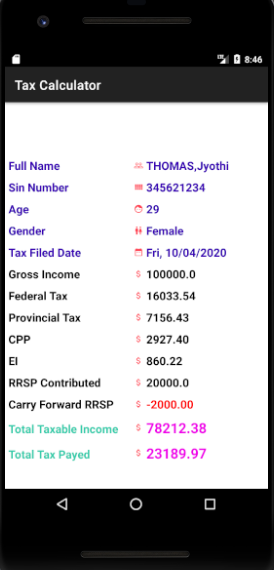 8:46
Tax Calculator
Full Name THOMAS,Jyothi
Sin Number 345621234
Age 29
Gender Female
Tax Filed Date Fri, 10/04/2020
Gross Income $ 100000.0
Federal Tax $ 16033.54
Provincial Tax $ 7156.43
CPP $ 2927.40
EI $ 860.22
RRSP Contributed $ 20000.0
Carry Forward RRSP $ -2000.00
Total Taxable Income $ 78212.38
Total Tax Payed $ 23189.97